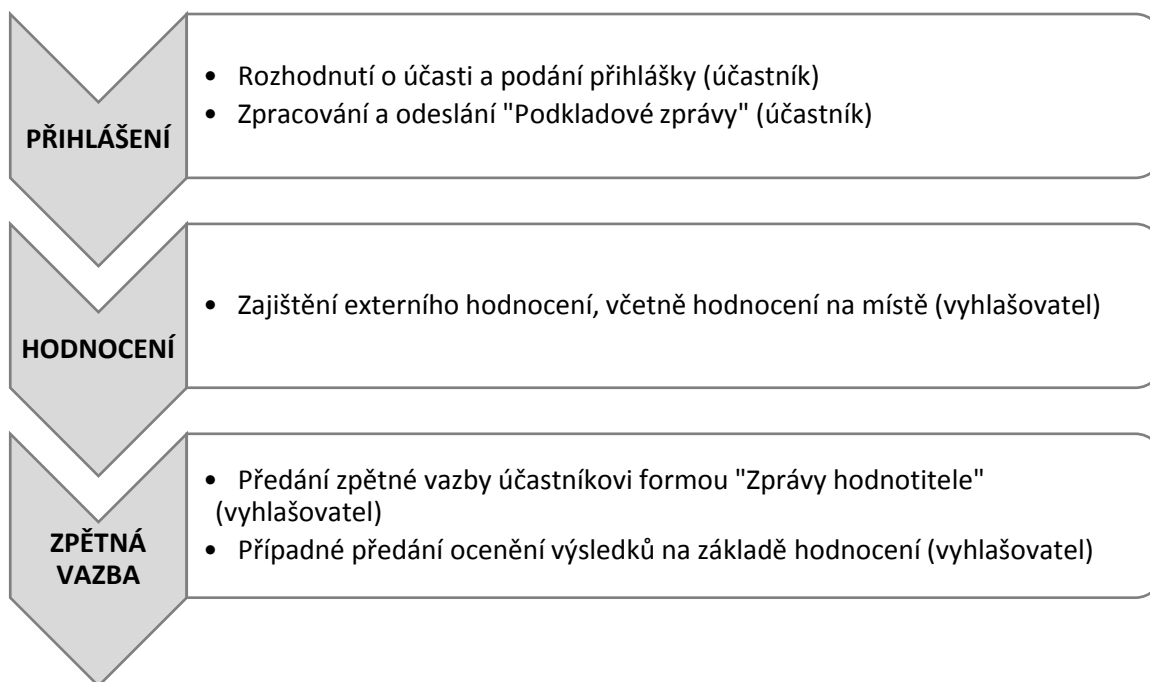 PŘIHLÁŠENÍ
• Rozhodnutí o účasti a podání přihlášky (účastník)
• Zpracování a odeslání "Podkladové zprávy" (účastník)
HODNOCENÍ
• Zajištění externího hodnocení, včetně hodnocení na místě (vyhlašovatel)
ZPĚTNÁ
VAZBA
• Předání zpětné vazby účastníkovi formou "Zprávy hodnotitele"
(vyhlašovatel)
• Případné předání ocenění výsledků na základě hodnocení (vyhlašovatel)